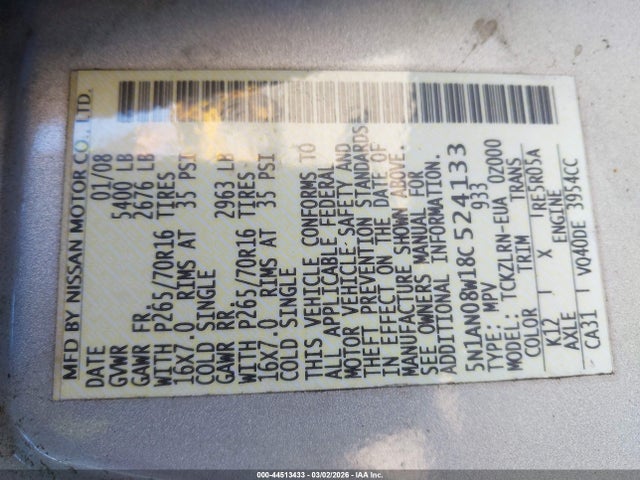 MFD BY NISSAN MOTOR CO., LTD.
DATE 01/08
GVWR 5400 LB
GAWR FR. 2676 LB
WITH P265/70R16 TIRES
16X7.0 RIMS AT 35 PSI
COLD SINGLE
GAWR RR. 2963 LB
WITH P265/70R16 TIRES
16X7.0 RIMS AT 35 PSI
COLD SINGLE
THIS VEHICLE CONFORMS TO
ALL APPLICABLE FEDERAL
MOTOR VEHICLE SAFETY AND
THEFT PREVENTION STANDARDS
IN EFFECT ON THE DATE OF
MANUFACTURE SHOWN ABOVE.
SEE OWNERS MANUAL FOR
ADDITIONAL INFORMATION.
5N1AN08W18C524133
TYPE: MPV 933
MODEL: TCKZLRN-EUA 0Z000
COLOR TRIM TRANS
K12 X RE5R05A
AXLE ENGINE
CA31 VQ40DE 3954CC
000-44513433 - 03/02/2026 - IAA Inc.